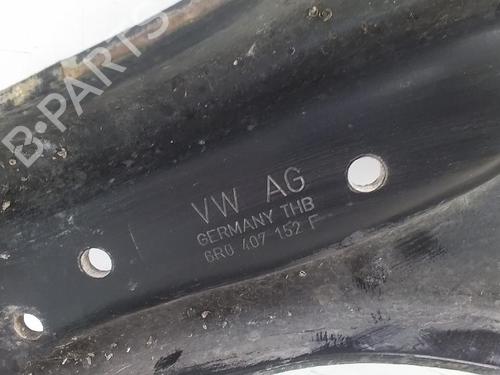 B-PARTS
VW AG
GERMANY THB
6R0 407 152 F